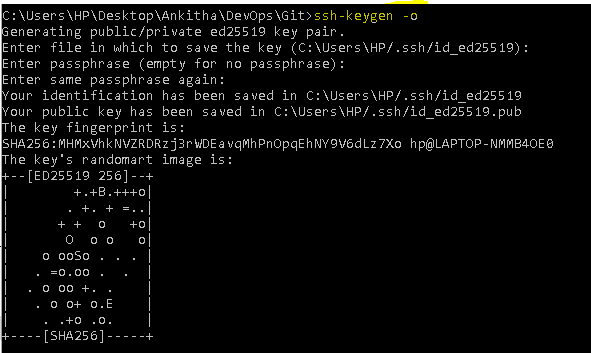 C:\Users\HP\Desktop\Ankitha\DevOps\Git>ssh-keygen -o
Generating public/private ed25519 key pair.
Enter file in which to save the key (C:\Users\HP/.ssh/id_ed25519):
Enter passphrase (empty for no passphrase):
Enter same passphrase again:
Your identification has been saved in C:\Users\HP/.ssh/id_ed25519
Your public key has been saved in C:\Users\HP/.ssh/id_ed25519.pub
The key fingerprint is:
SHA256:MHMxVhkNVZRDRzj3rWDEavqMhPnOpqEhNY9V6dLz7Xo hp@LAPTOP-NMMB4OE0
The key's randomart image is:
+--[ED25519 256]--+
|        +.+B.+++o|
|       . +. + =..|
|      + +  o   +o|
|       O  o o   o|
|    o ooSo . . . |
|   . =o.oo .  .  |
|  . o oo +. .    |
|   . o o+ o.E    |
|    . .+o .o.    |
+----[SHA256]-----+